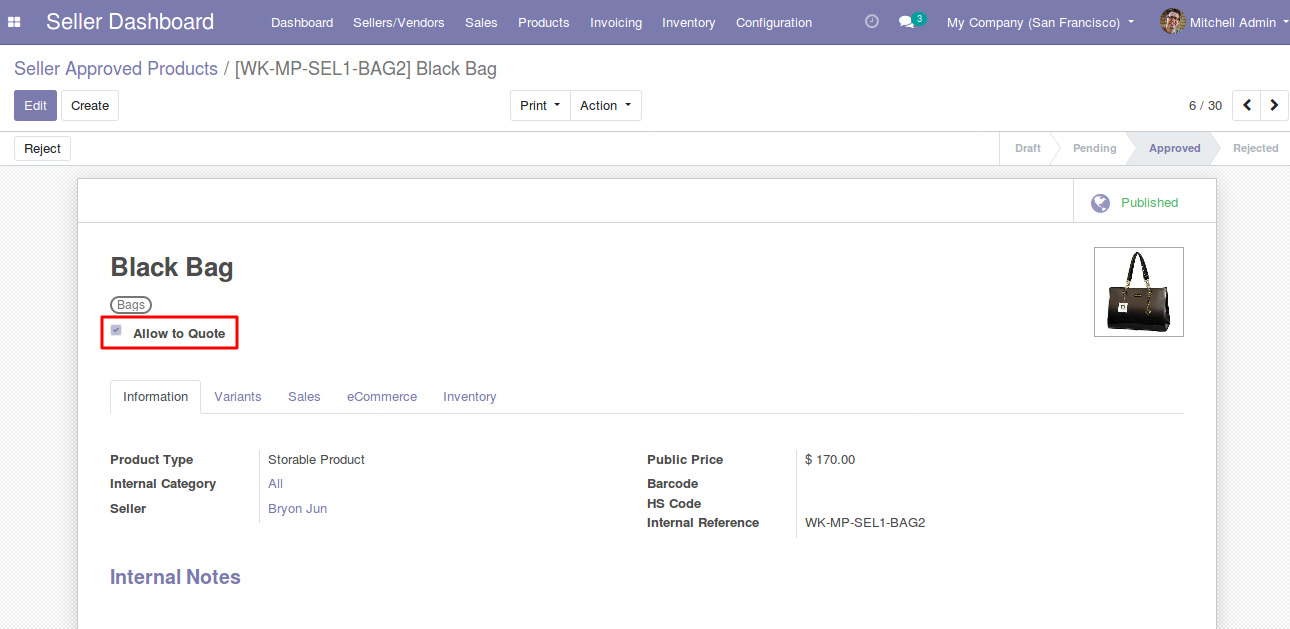 Seller Dashboard Dashboard Sellers/Vendors Sales Products Invoicing Inventory Configuration 3 My Company (San Francisco) Mitchell Admin
Seller Approved Products / [WK-MP-SEL1-BAG2] Black Bag
Edit Create Print Action 6 / 30
Reject Draft Pending Approved Rejected
Published
Black Bag
Bags
Allow to Quote
Information Variants Sales eCommerce Inventory
Product Type Storable Product Public Price $ 170.00
Internal Category All Barcode
HS Code
Seller Bryon Jun
Internal Reference WK-MP-SEL1-BAG2
Internal Notes